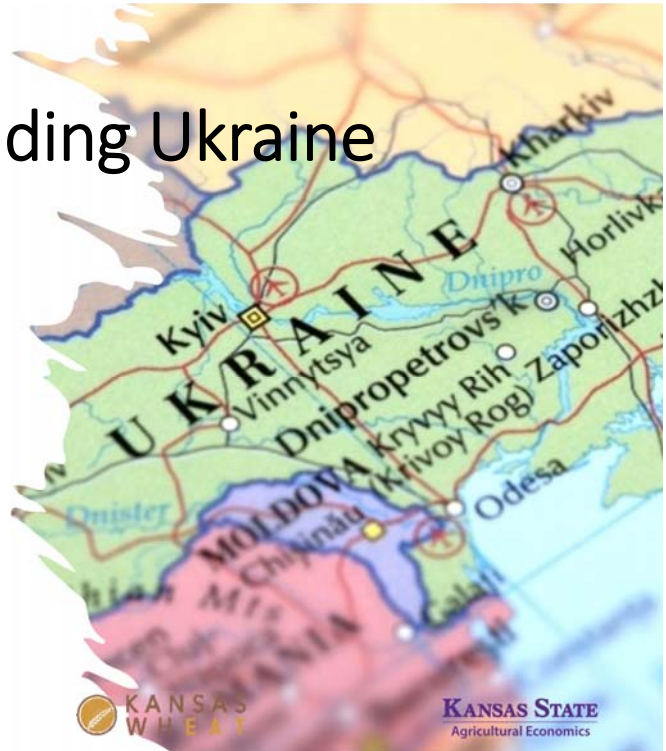 ding Ukraine
Kharkiv
Horlivk
Dnipro
UKRAINE
Kyiv
Zaporizhzh
Dnipropetrovs'k
Vinnytsya
Kryvyy Rih
(Krivoy Rog)
Odesa
Dnister
MOLDOVA
Chişinău
Galati
KANSAS
WHEAT
KANSAS STATE
Agricultural Economics